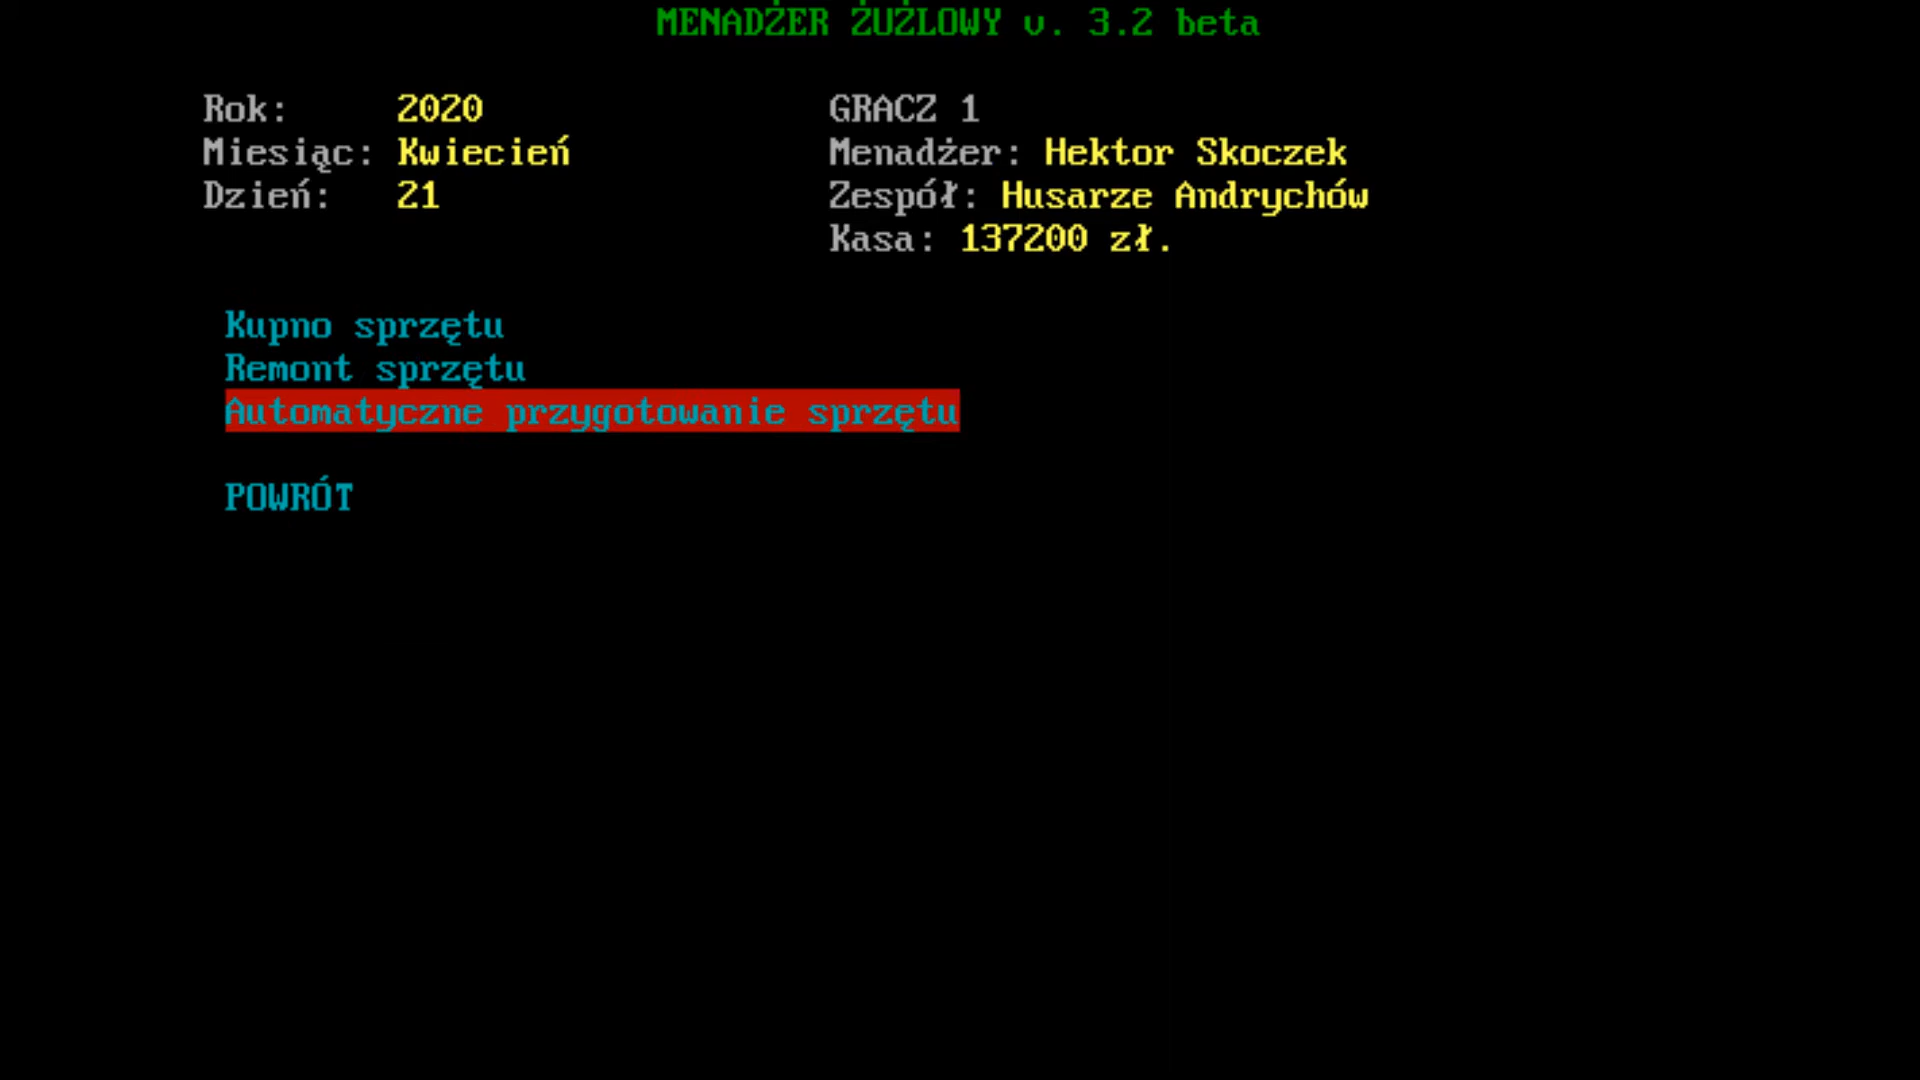 MENADŻER ŻUŻLOWY v. 3.2 beta
Rok: 2020
GRACZ 1
Miesiąc: Kwiecień
Menadżer: Hektor Skoczek
Dzień: 21
Zespół: Husarze Andrychów
Kasa: 137200 zł.
Kupno sprzętu
Remont sprzętu
Automatyczne przygotowanie sprzętu
POWRÓT